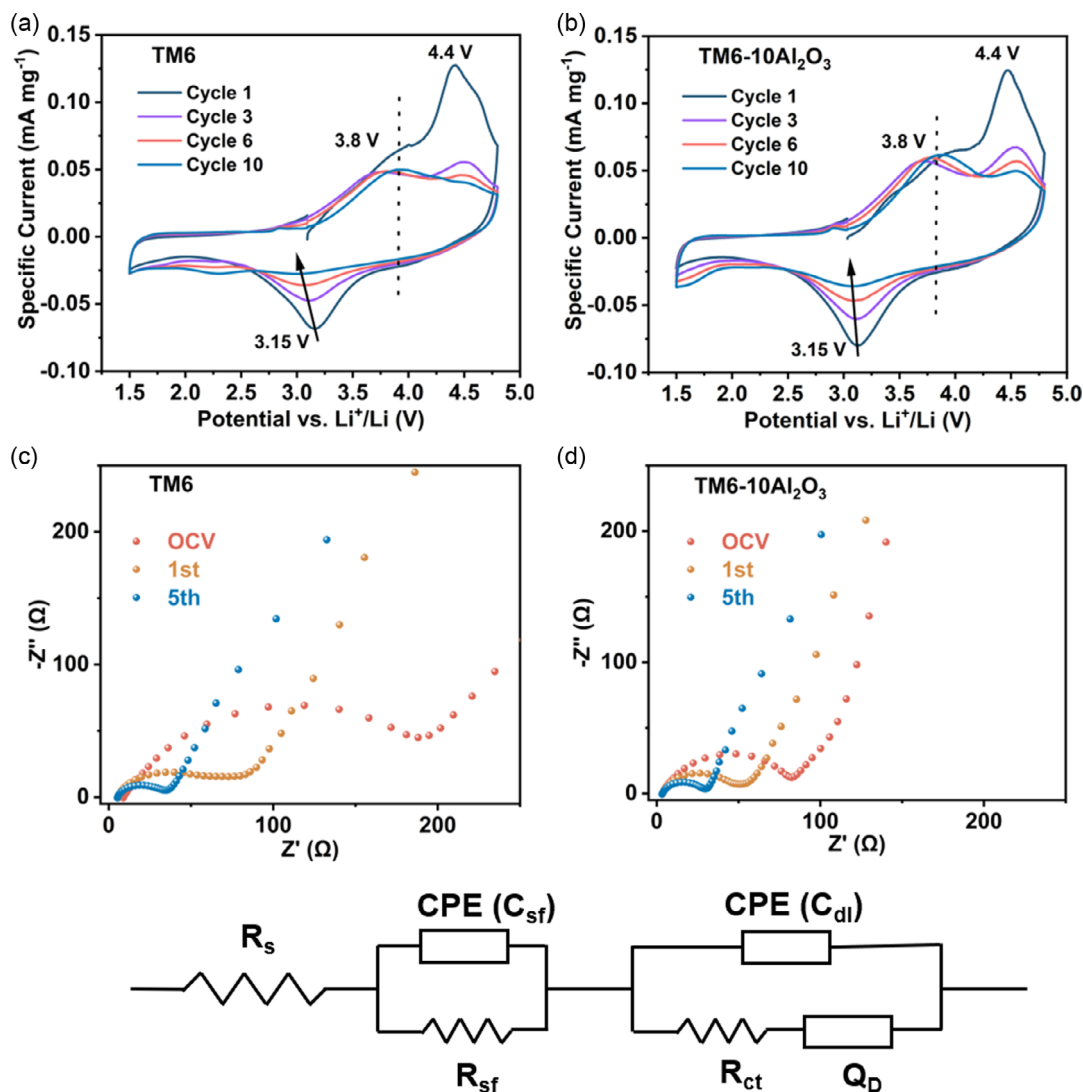 (a)
TM6
4.4 V
Cycle 1
Cycle 3
Cycle 6
Cycle 10
3.8 V
3.15 V
0.15
0.10
0.05
0.00
-0.05
-0.10
Specific Current (mA mg⁻¹)
1.5 2.0 2.5 3.0 3.5 4.0 4.5 5.0
Potential vs. Li⁺/Li (V)
(b)
TM6-10Al₂O₃
4.4 V
Cycle 1
Cycle 3
Cycle 6
Cycle 10
3.8 V
3.15 V
0.15
0.10
0.05
0.00
-0.05
-0.10
Specific Current (mA mg⁻¹)
1.5 2.0 2.5 3.0 3.5 4.0 4.5 5.0
Potential vs. Li⁺/Li (V)
(c)
TM6
OCV
1st
5th
200
100
0
-Z'' (Ω)
0 100 200
Z' (Ω)
(d)
TM6-10Al₂O₃
OCV
1st
5th
200
100
0
-Z'' (Ω)
0 100 200
Z' (Ω)
CPE (C_sf) CPE (C_dl)
R_s
R_sf R_ct Q_D